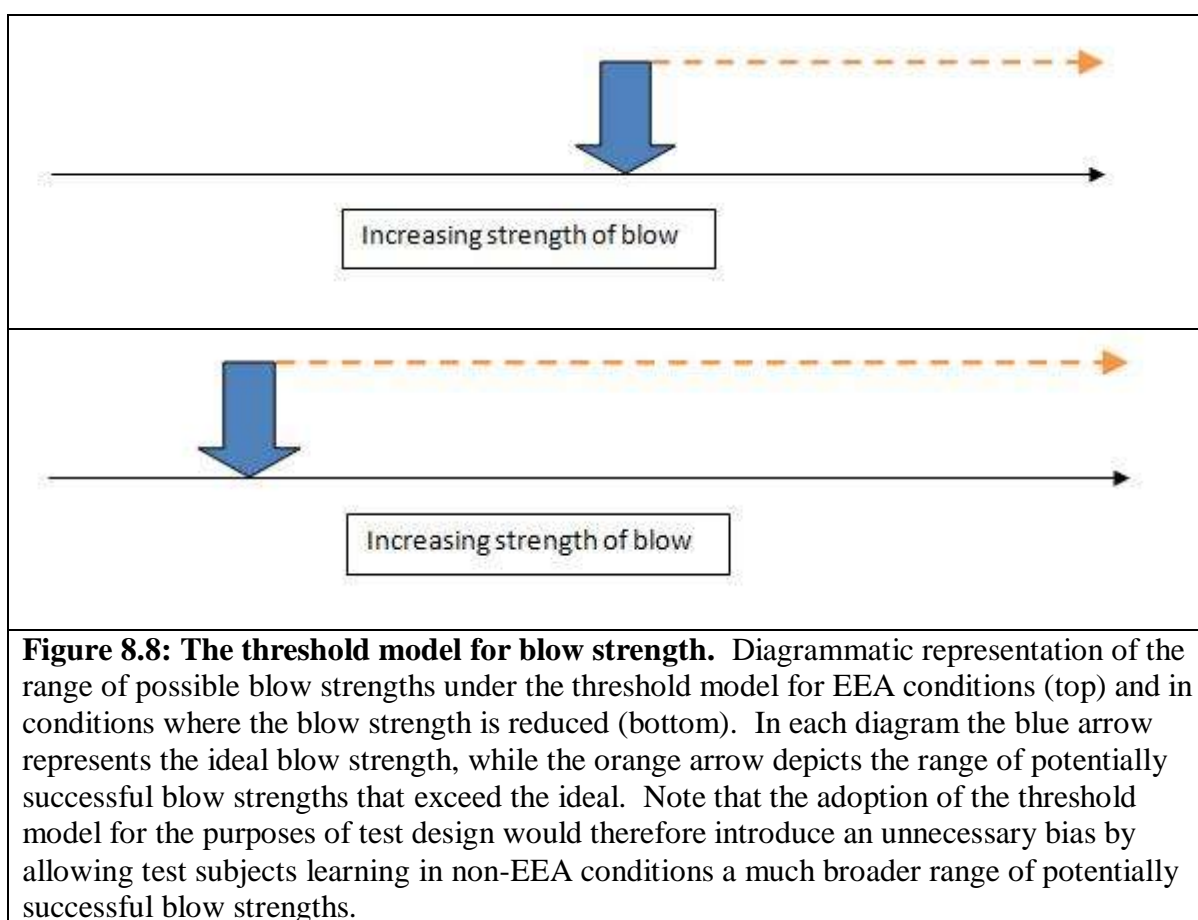 Increasing strength of blow
Increasing strength of blow
Figure 8.8: The threshold model for blow strength.  Diagrammatic representation of the
range of possible blow strengths under the threshold model for EEA conditions (top) and in
conditions where the blow strength is reduced (bottom).  In each diagram the blue arrow
represents the ideal blow strength, while the orange arrow depicts the range of potentially
successful blow strengths that exceed the ideal.  Note that the adoption of the threshold
model for the purposes of test design would therefore introduce an unnecessary bias by
allowing test subjects learning in non-EEA conditions a much broader range of potentially
successful blow strengths.